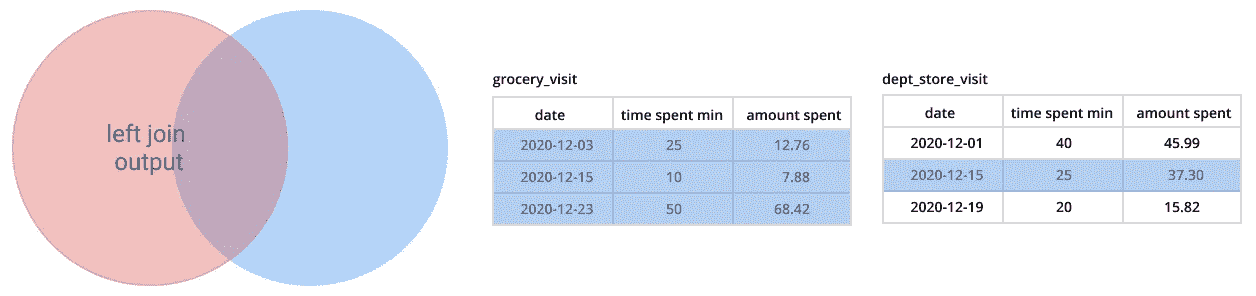 left join
output
grocery_visit
date time spent min amount spent
2020-12-03 25 12.76
2020-12-15 10 7.88
2020-12-23 50 68.42
dept_store_visit
date time spent min amount spent
2020-12-01 40 45.99
2020-12-15 25 37.30
2020-12-19 20 15.82